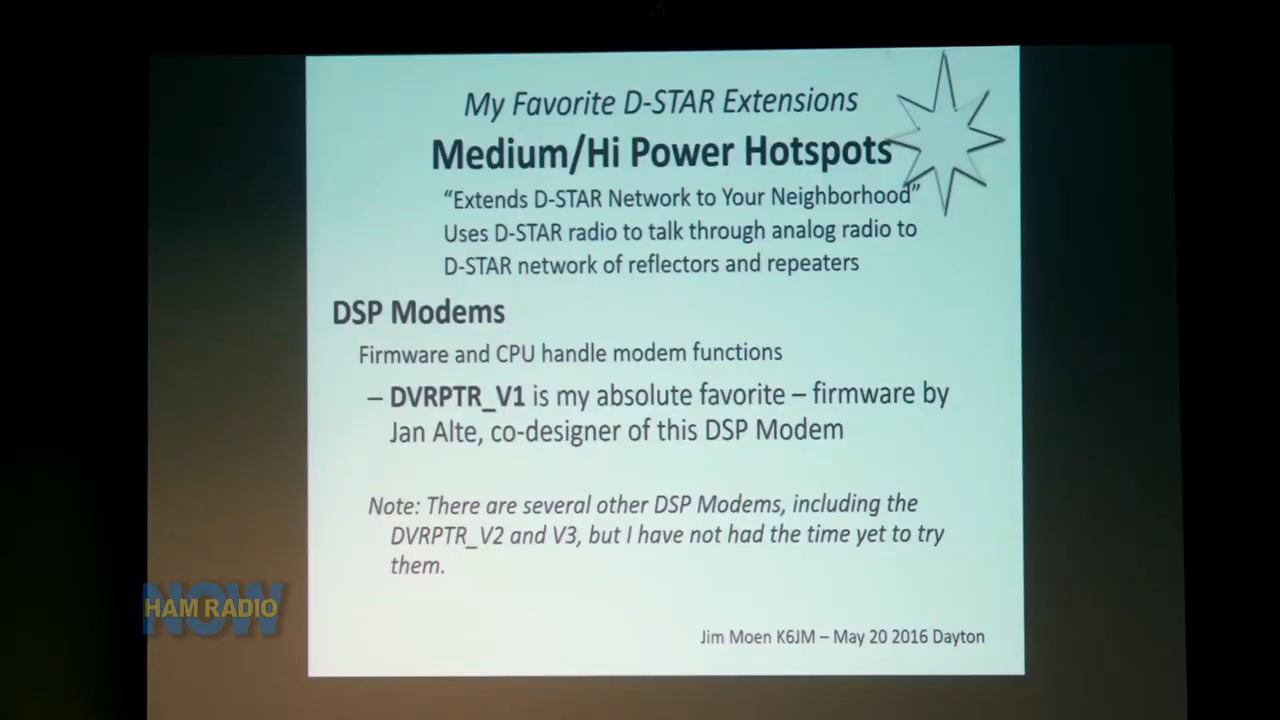 My Favorite D-STAR Extensions
Medium/Hi Power Hotspots
“Extends D-STAR Network to Your Neighborhood”
Uses D-STAR radio to talk through analog radio to
D-STAR network of reflectors and repeaters
DSP Modems
Firmware and CPU handle modem functions
– DVRPTR_V1 is my absolute favorite – firmware by
Jan Alte, co-designer of this DSP Modem
Note: There are several other DSP Modems, including the
DVRPTR_V2 and V3, but I have not had the time yet to try
them.
NOW
HAM RADIO
Jim Moen K6JM – May 20 2016 Dayton